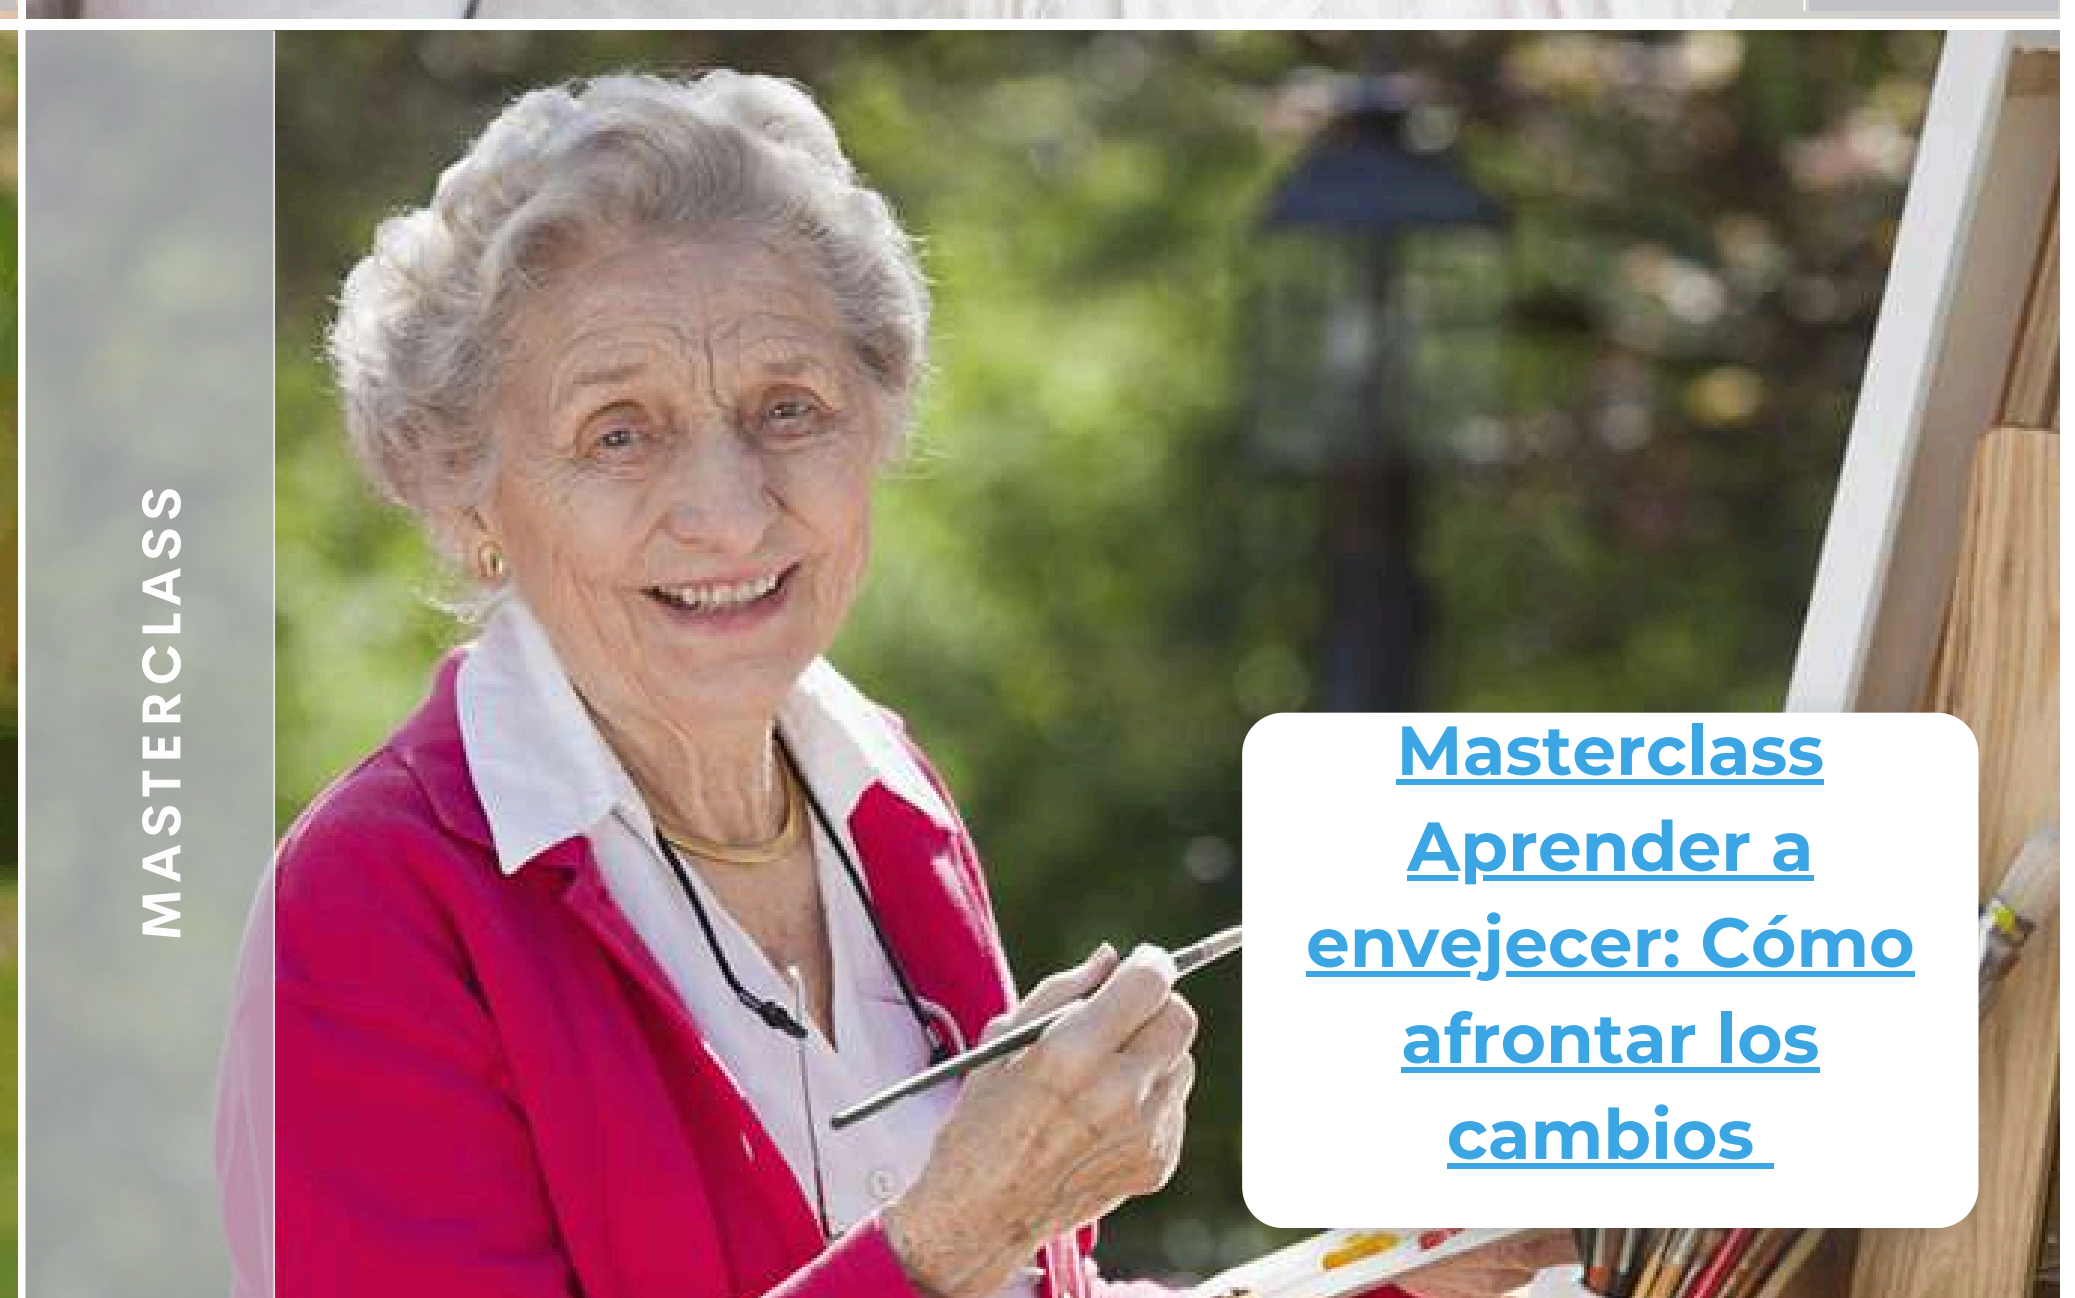 MASTERCLASS
Masterclass
Aprender a
envejecer: Cómo
afrontar los
cambios